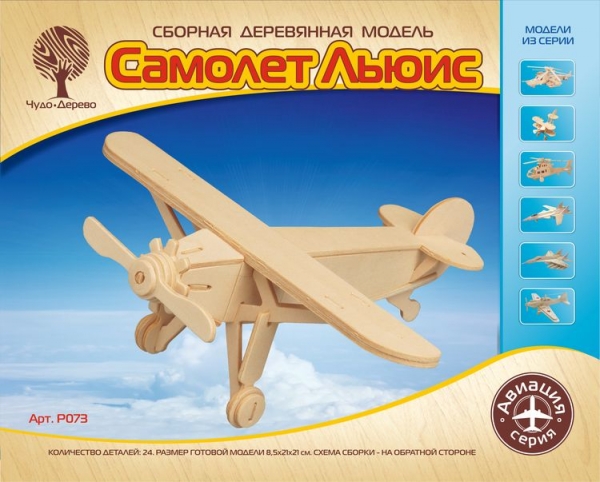 СБОРНАЯ ДЕРЕВЯННАЯ МОДЕЛЬ
Самолет Льюис
Чудо-Дерево
МОДЕЛИ
ИЗ СЕРИИ
Арт. P073
Авиация
серия
КОЛИЧЕСТВО ДЕТАЛЕЙ: 24. РАЗМЕР ГОТОВОЙ МОДЕЛИ 8,5х21х21 см. СХЕМА СБОРКИ - НА ОБРАТНОЙ СТОРОНЕ